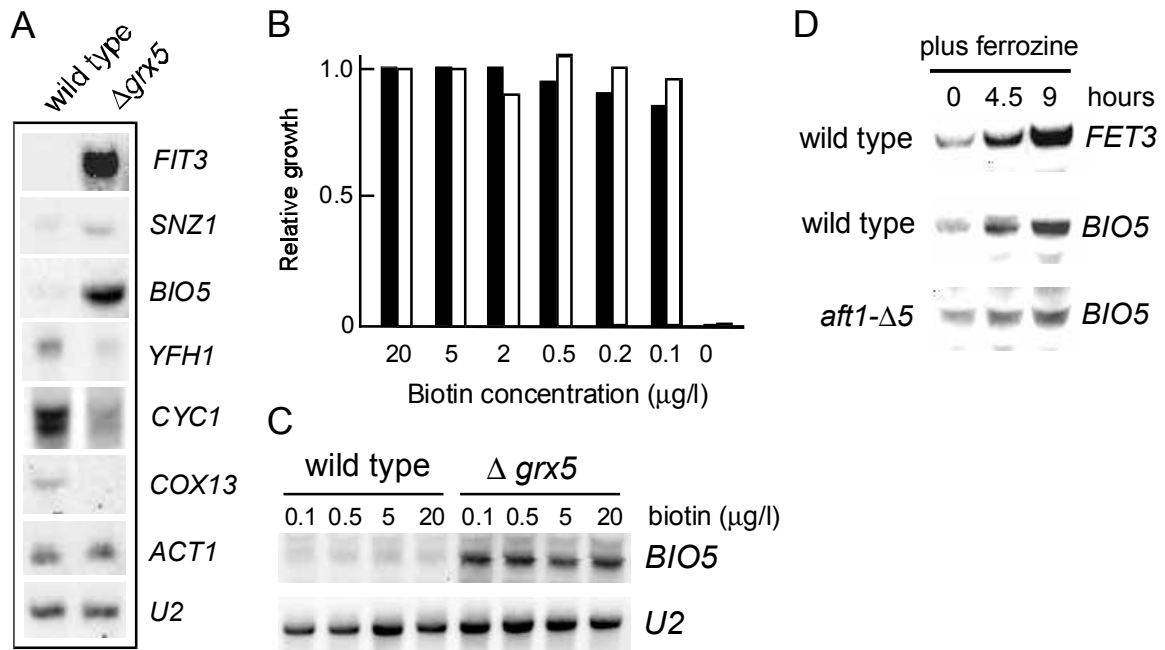 A
wild type
Δgrx5
FIT3
SNZ1
BIO5
YFH1
CYC1
COX13
ACT1
U2
B
Relative growth
1.0
0.5
0
20 5 2 0.5 0.2 0.1 0
Biotin concentration (μg/l)
C
wild type Δ grx5
0.1 0.5 5 20 0.1 0.5 5 20 biotin (μg/l)
BIO5
U2
D
plus ferrozine
0 4.5 9 hours
wild type FET3
wild type BIO5
aft1-Δ5 BIO5